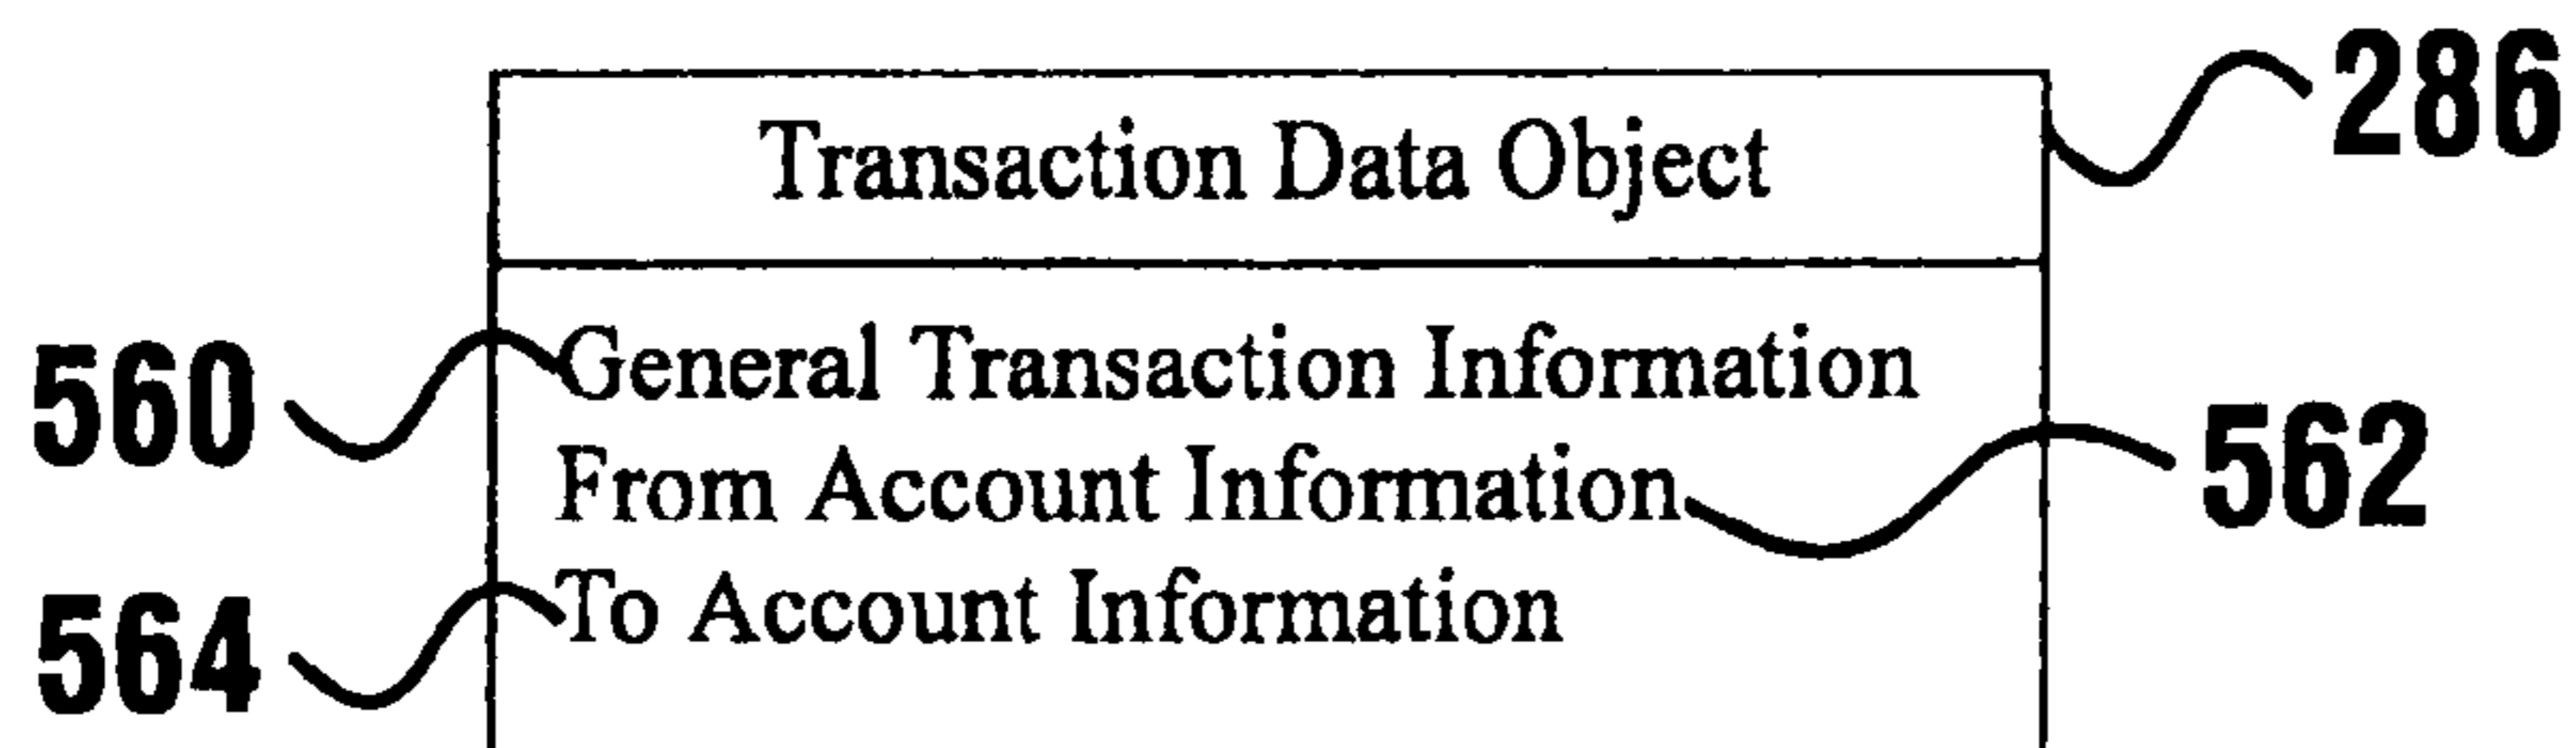 Transaction Data Object 286
560 General Transaction Information
From Account Information 562
564 To Account Information